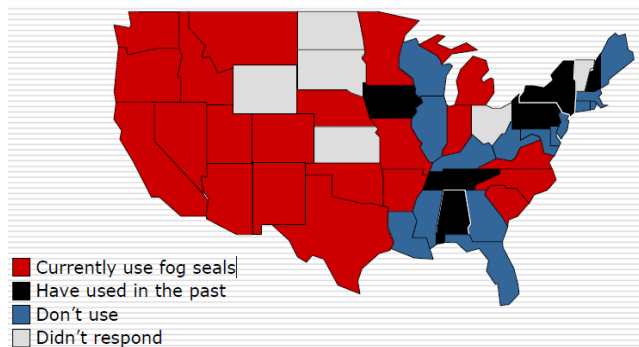 Currently use fog seals
Have used in the past
Don't use
Didn't respond